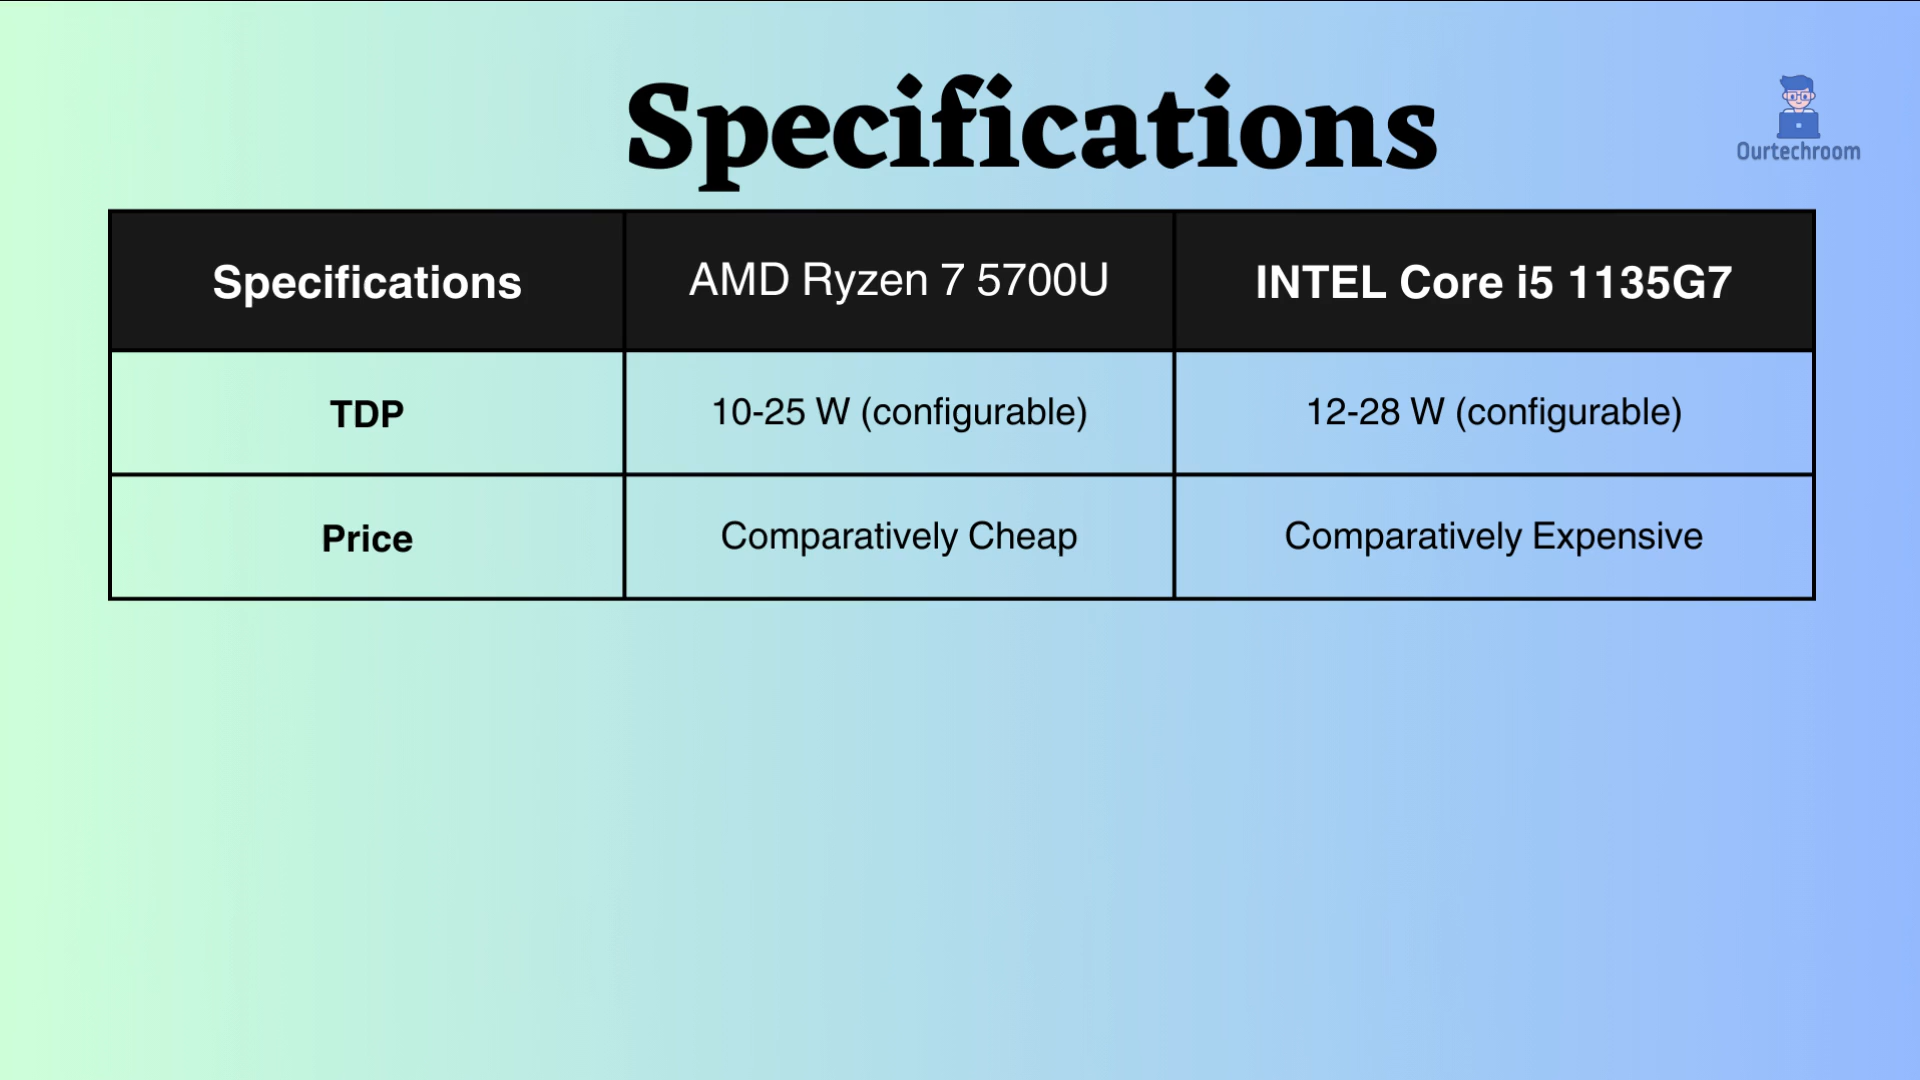 Specifications
Ourtechroom
Specifications AMD Ryzen 7 5700U INTEL Core i5 1135G7
TDP 10-25 W (configurable) 12-28 W (configurable)
Price Comparatively Cheap Comparatively Expensive